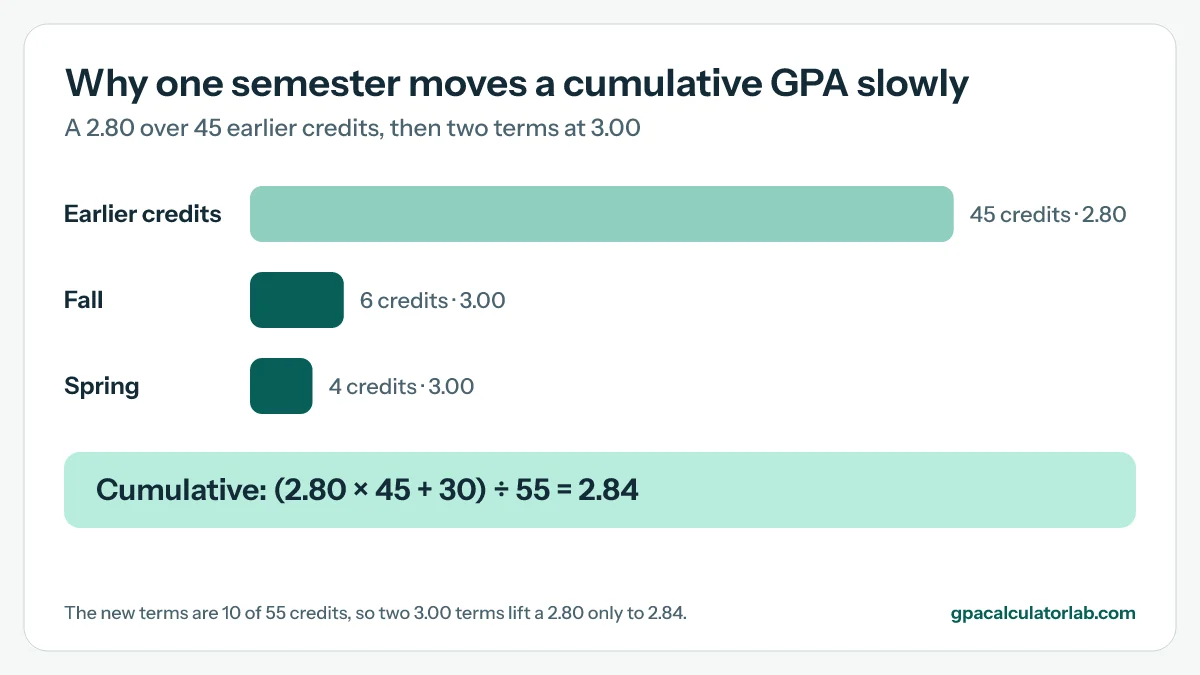 Why one semester moves a cumulative GPA slowly
A 2.80 over 45 earlier credits, then two terms at 3.00
Earlier credits
45 credits · 2.80
Fall
6 credits · 3.00
Spring
4 credits · 3.00
Cumulative: (2.80 × 45 + 30) ÷ 55 = 2.84
The new terms are 10 of 55 credits, so two 3.00 terms lift a 2.80 only to 2.84.
gpacalculatorlab.com